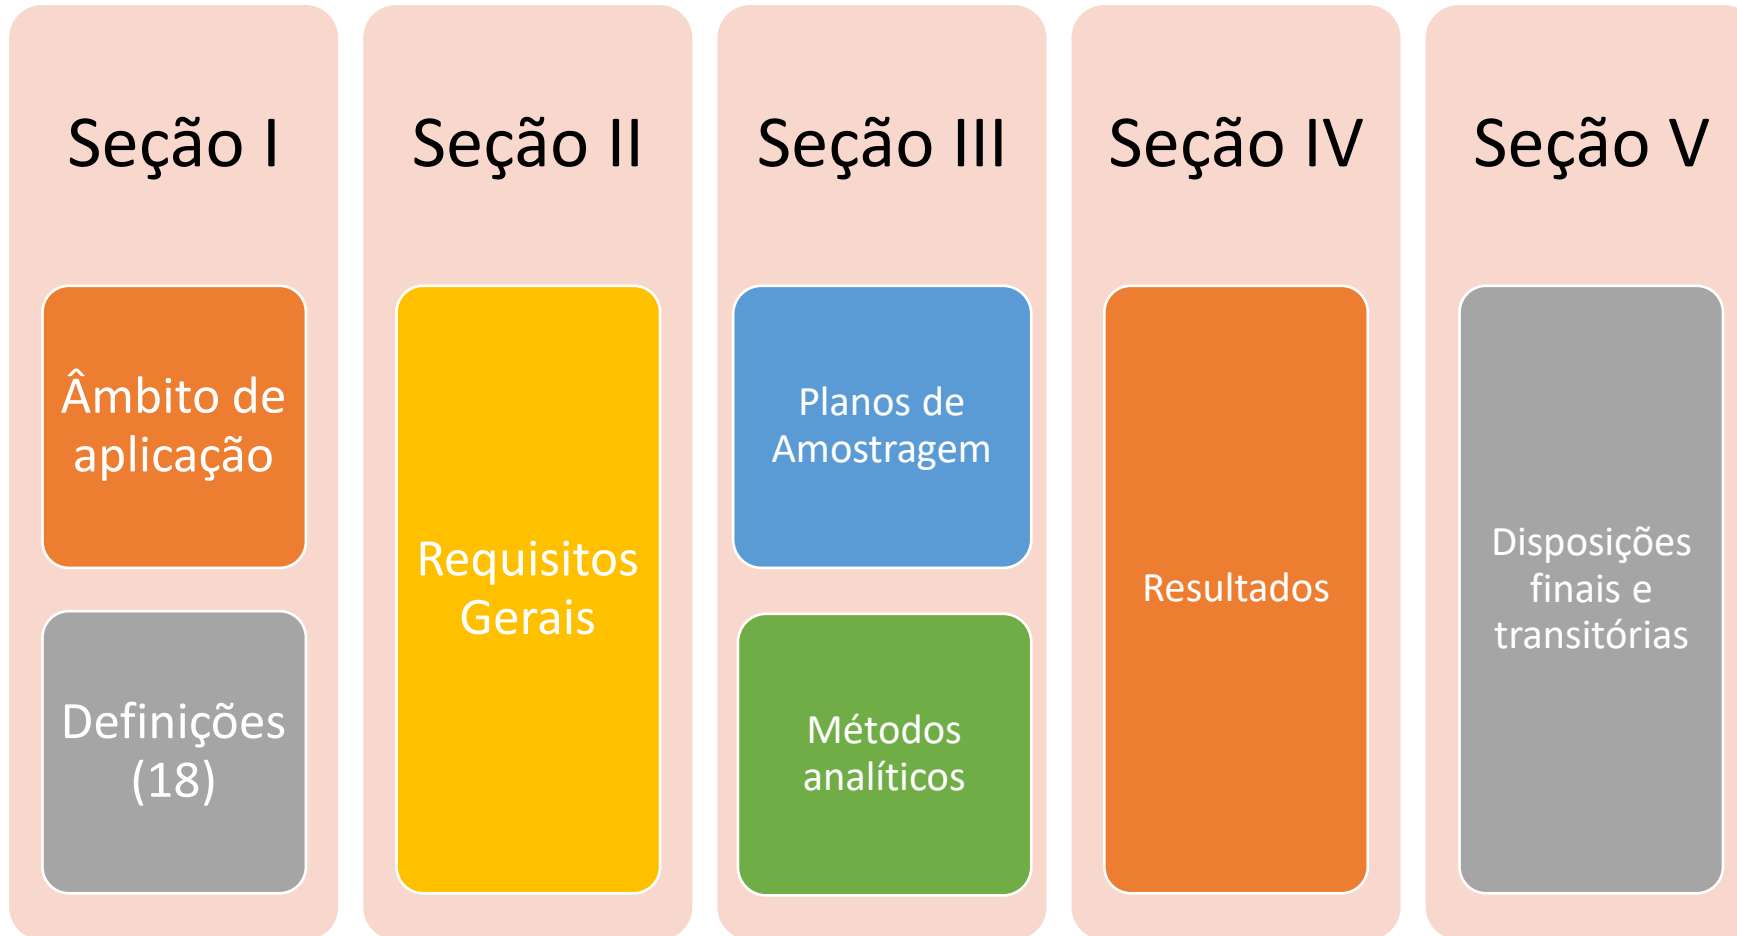 Seção I
Âmbito de
aplicação
Definições
(18)
Seção II
Requisitos
Gerais
Seção III
Planos de
Amostragem
Métodos
analíticos
Seção IV
Resultados
Seção V
Disposições
finais e
transitórias